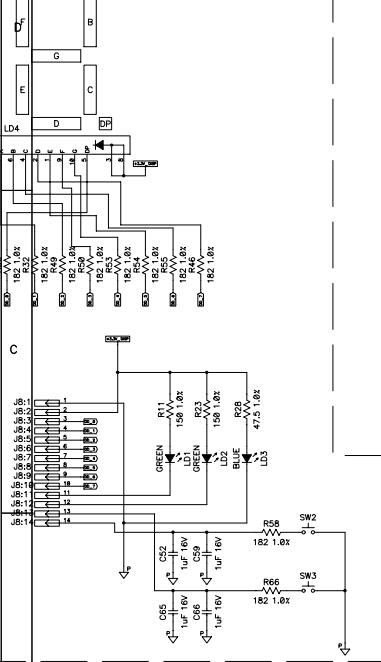 F
B
D
G
E
C
D
DP
LD4
B
C
D
E
F
G
DP
6
4
2
1
9
10
5
3
8
+3.3V_DISP
182 1.0%
R32
182 1.0%
R49
182 1.0%
R50
182 1.0%
R53
182 1.0%
R54
182 1.0%
R55
182 1.0%
R46
182 1.0%
+3.3V_DISP
C
R11
150 1.0%
R23
150 1.0%
R28
47.5 1.0%
GREEN
LD1
GREEN
LD2
BLUE
LD3
J8:1 1
J8:2 2
J8:3 3
J8:4 4
J8:5 5
J8:6 6
J8:7 7
J8:8 8
J8:9 9
J8:10 10
J8:11 11
J8:12 12
J8:13 13
J8:14 14
R58
182 1.0%
SW2
C52
1uF 16V
C59
1uF 16V
P
P
P
R66
182 1.0%
SW3
C65
1uF 16V
C66
1uF 16V
P
P
P